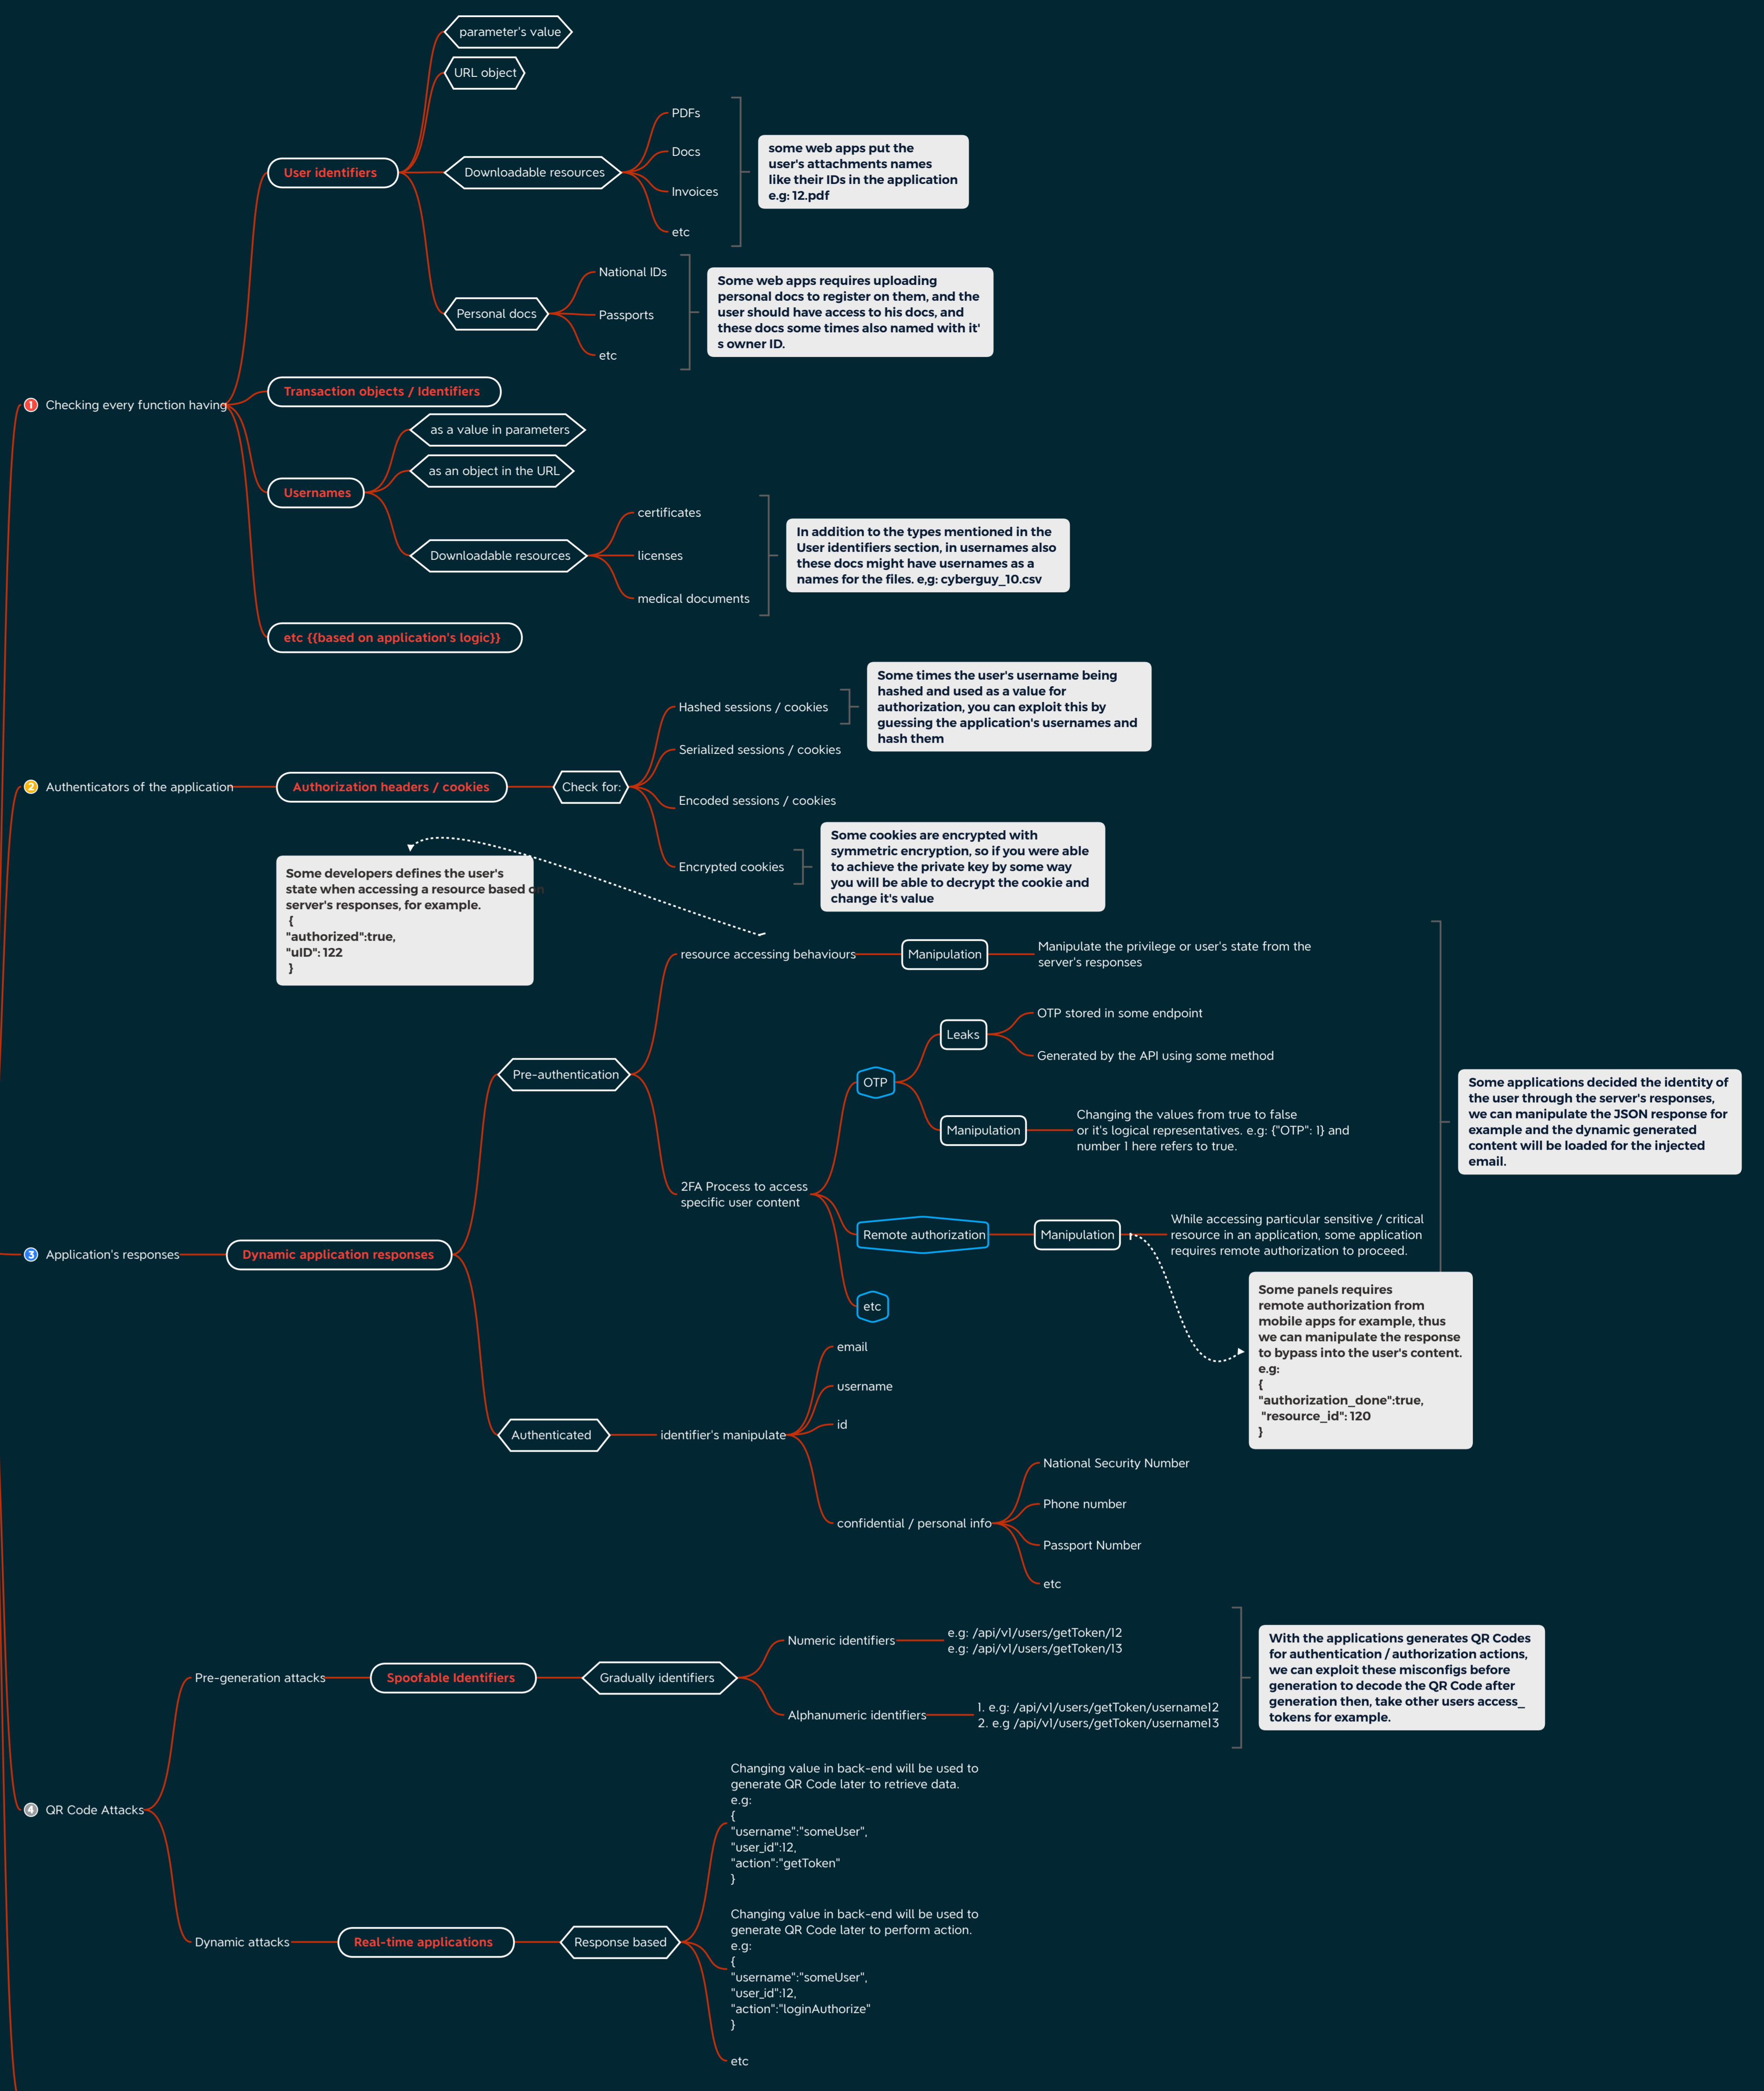 parameter's value
URL object
PDFs
Docs
Invoices
etc
Downloadable resources
some web apps put the
user's attachments names
like their IDs in the application
e.g: 12.pdf
User identifiers
National IDs
Passports
etc
Personal docs
Some web apps requires uploading
personal docs to register on them, and the
user should have access to his docs, and
these docs some times also named with it'
s owner ID.
Transaction objects / Identifiers
1 Checking every function having
as a value in parameters
as an object in the URL
Usernames
certificates
licenses
medical documents
Downloadable resources
In addition to the types mentioned in the
User identifiers section, in usernames also
these docs might have usernames as a
names for the files. e,g: cyberguy_10.csv
etc {{based on application's logic}}
Some times the user's username being
hashed and used as a value for
authorization, you can exploit this by
guessing the application's usernames and
hash them
Hashed sessions / cookies
Serialized sessions / cookies
2 Authenticators of the application
Authorization headers / cookies
Check for:
Encoded sessions / cookies
Encrypted cookies
Some cookies are encrypted with
symmetric encryption, so if you were able
to achieve the private key by some way
you will be able to decrypt the cookie and
change it's value
Some developers defines the user's
state when accessing a resource based on
server's responses, for example.
{
"authorized":true,
"uID": 122
}
resource accessing behaviours
Manipulation
Manipulate the privilege or user's state from the
server's responses
Leaks
OTP stored in some endpoint
Generated by the API using some method
Pre-authentication
OTP
Manipulation
Changing the values from true to false
or it's logical representatives. e.g: {"OTP": 1} and
number 1 here refers to true.
Some applications decided the identity of
the user through the server's responses,
we can manipulate the JSON response for
example and the dynamic generated
content will be loaded for the injected
email.
2FA Process to access
specific user content
Remote authorization
Manipulation
While accessing particular sensitive / critical
resource in an application, some application
requires remote authorization to proceed.
3 Application's responses
Dynamic application responses
etc
Some panels requires
remote authorization from
mobile apps for example, thus
we can manipulate the response
to bypass into the user's content.
e.g:
{
"authorization_done":true,
"resource_id": 120
}
email
username
id
Authenticated
identifier's manipulate
confidential / personal info
National Security Number
Phone number
Passport Number
etc
Pre-generation attacks
Spoofable Identifiers
Gradually identifiers
Numeric identifiers
e.g: /api/v1/users/getToken/12
e.g: /api/v1/users/getToken/13
Alphanumeric identifiers
1. e.g: /api/v1/users/getToken/username12
2. e.g /api/v1/users/getToken/username13
With the applications generates QR Codes
for authentication / authorization actions,
we can exploit these misconfigs before
generation to decode the QR Code after
generation then, take other users access_
tokens for example.
4 QR Code Attacks
Changing value in back-end will be used to
generate QR Code later to retrieve data.
e.g:
{
"username":"someUser",
"user_id":12,
"action":"getToken"
}
Dynamic attacks
Real-time applications
Response based
Changing value in back-end will be used to
generate QR Code later to perform action.
e.g:
{
"username":"someUser",
"user_id":12,
"action":"loginAuthorize"
}
etc